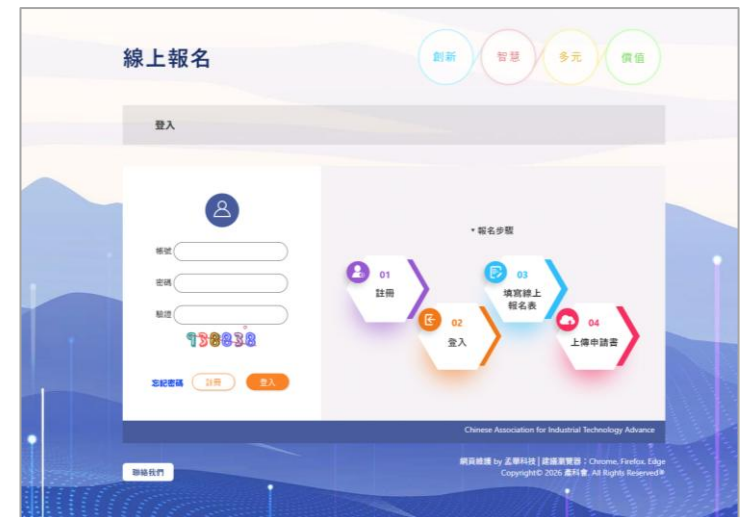 線上報名
創新
智慧
多元
價值
登入
帳號
密碼
驗證
938838
忘記密碼
註冊
登入
▼報名步驟
01
註冊
02
登入
03
填寫線上
報名表
04
上傳申請書
Chinese Association for Industrial Technology Advance
聯絡我們
網頁維護 by 孟華科技│建議瀏覽器：Chrome, Firefox, Edge
Copyright© 2026 產科會. All Rights Reserved